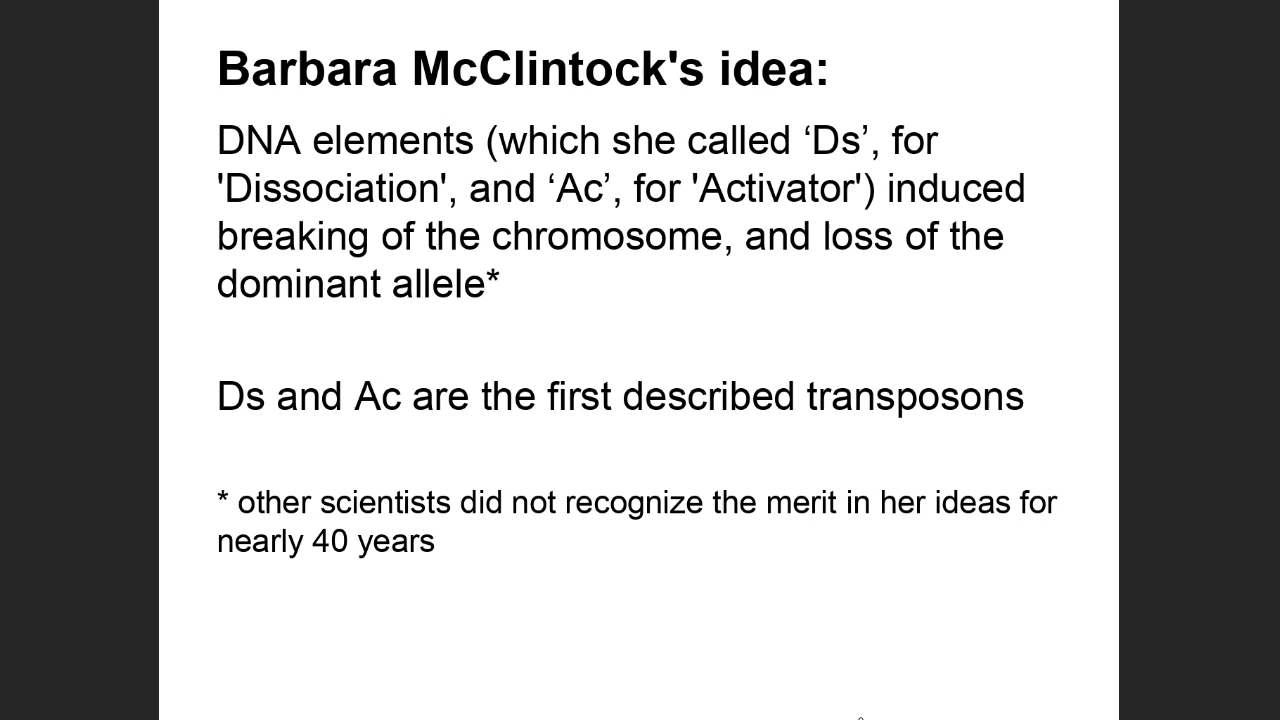 Barbara McClintock's idea:
DNA elements (which she called ‘Ds’, for
'Dissociation', and ‘Ac’, for 'Activator') induced
breaking of the chromosome, and loss of the
dominant allele*
Ds and Ac are the first described transposons
* other scientists did not recognize the merit in her ideas for
nearly 40 years